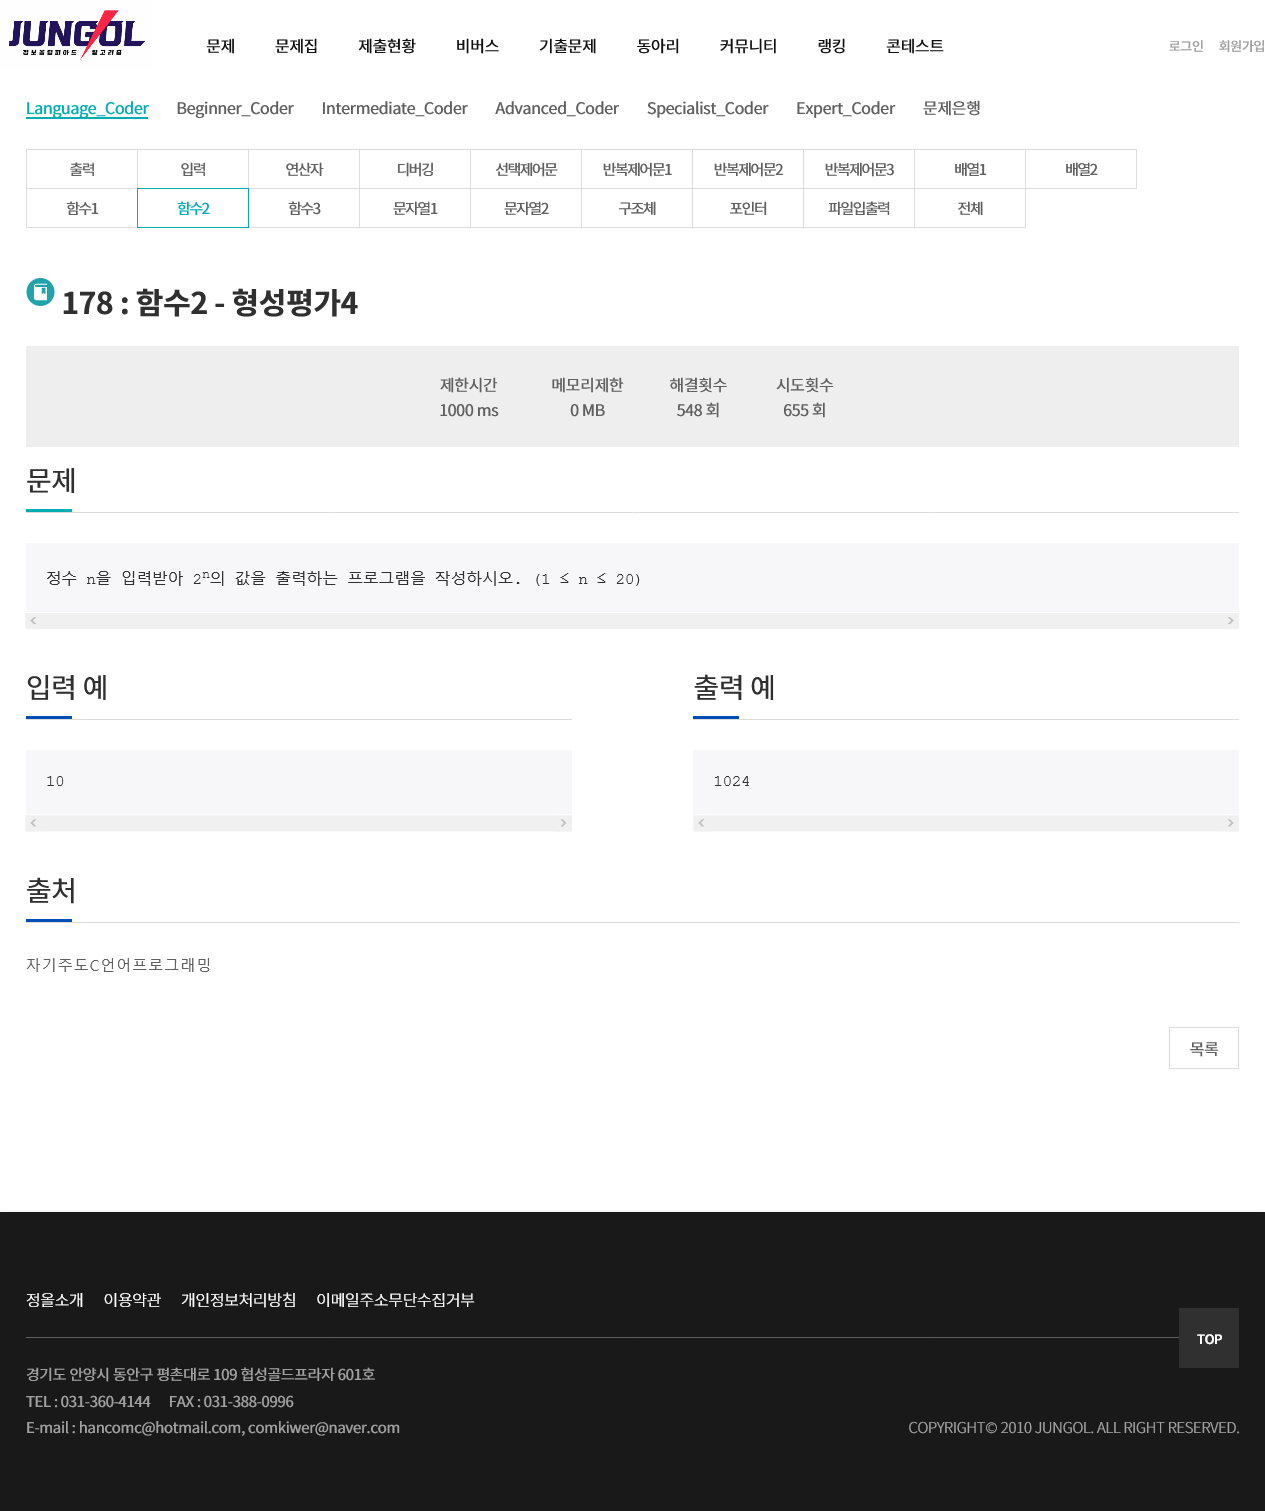 JUNGOL
정보올림피아드 알고리즘
문제 문제집 제출현황 비버스 기출문제 동아리 커뮤니티 랭킹 콘테스트 로그인 회원가입
Language_Coder Beginner_Coder Intermediate_Coder Advanced_Coder Specialist_Coder Expert_Coder 문제은행
출력 입력 연산자 디버깅 선택제어문 반복제어문1 반복제어문2 반복제어문3 배열1 배열2
함수1 함수2 함수3 문자열1 문자열2 구조체 포인터 파일입출력 전체
178 : 함수2 - 형성평가4
제한시간 메모리제한 해결횟수 시도횟수
1000 ms 0 MB 548 회 655 회
문제
정수 n을 입력받아 2ⁿ의 값을 출력하는 프로그램을 작성하시오. (1 ≤ n ≤ 20)
입력 예 출력 예
10 1024
출처
자기주도C언어프로그래밍
목록
정올소개 이용약관 개인정보처리방침 이메일주소무단수집거부
TOP
경기도 안양시 동안구 평촌대로 109 협성골드프라자 601호
TEL : 031-360-4144 FAX : 031-388-0996
E-mail : hancomc@hotmail.com, comkiwer@naver.com COPYRIGHT© 2010 JUNGOL. ALL RIGHT RESERVED.